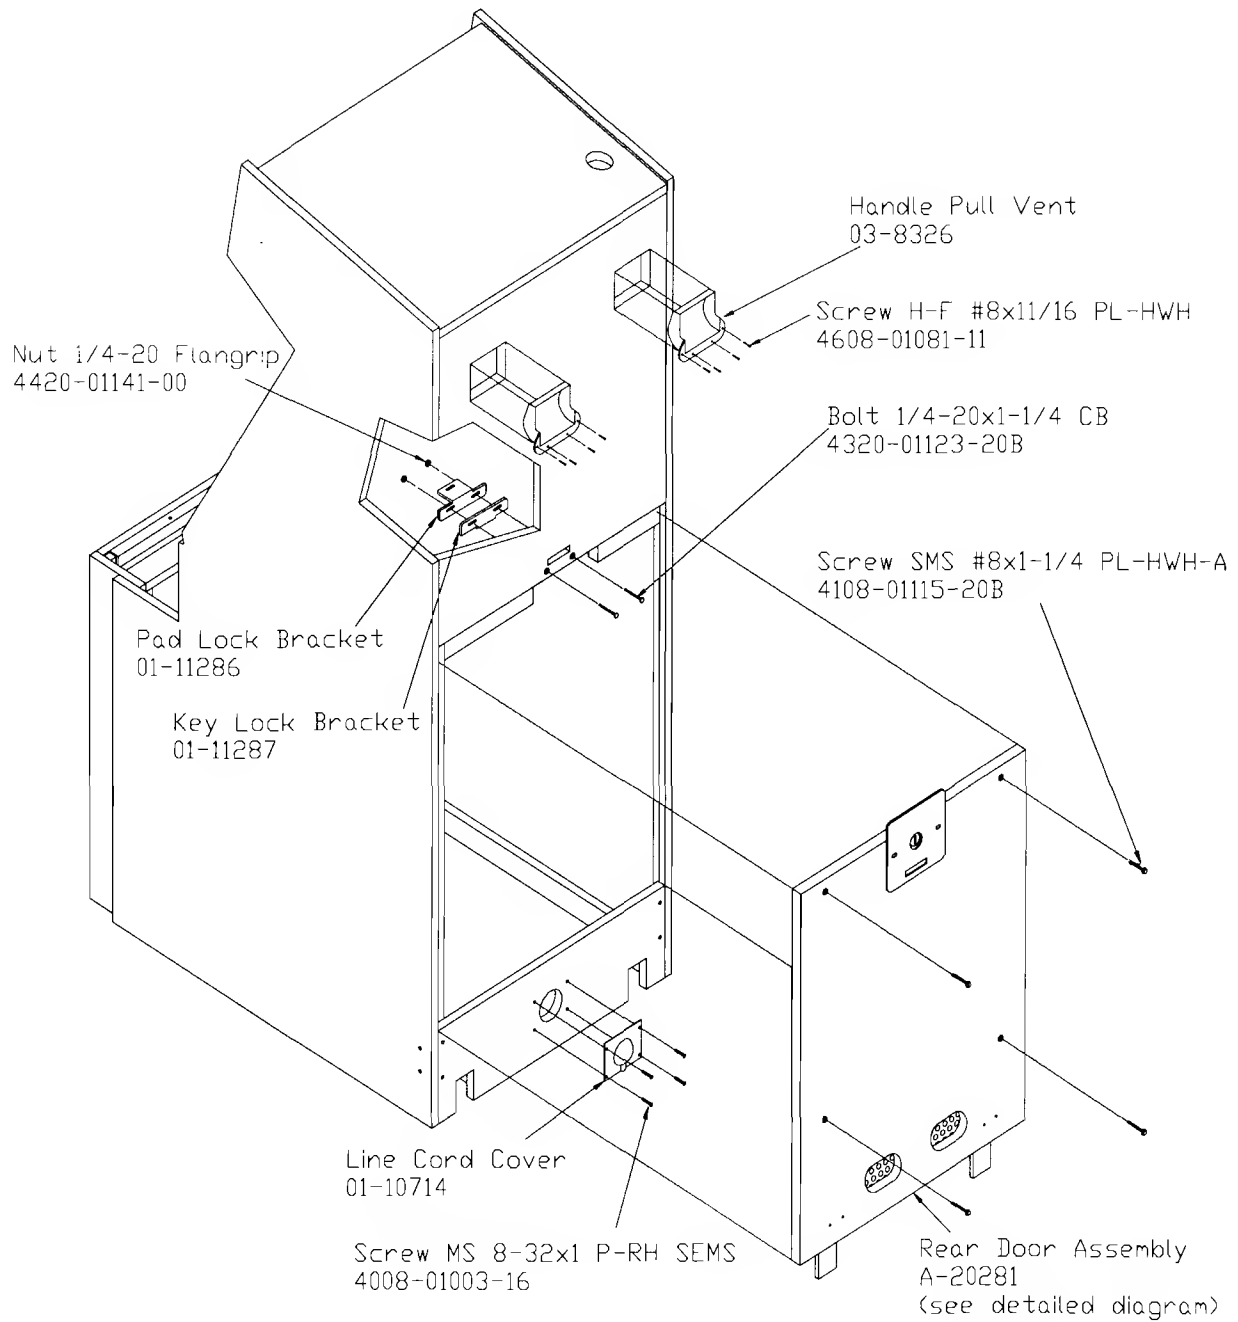 Handle Pull Vent
03-8326
Screw H-F #8x11/16 PL-HWH
4608-01081-11
Nut 1/4-20 Flangrip
4420-01141-00
Bolt 1/4-20x1-1/4 CB
4320-01123-20B
Screw SMS #8x1-1/4 PL-HWH-A
4108-01115-20B
Pad Lock Bracket
01-11286
Key Lock Bracket
01-11287
Line Cord Cover
01-10714
Screw MS 8-32x1 P-RH SEMS
4008-01003-16
Rear Door Assembly
A-20281
(see detailed diagram)